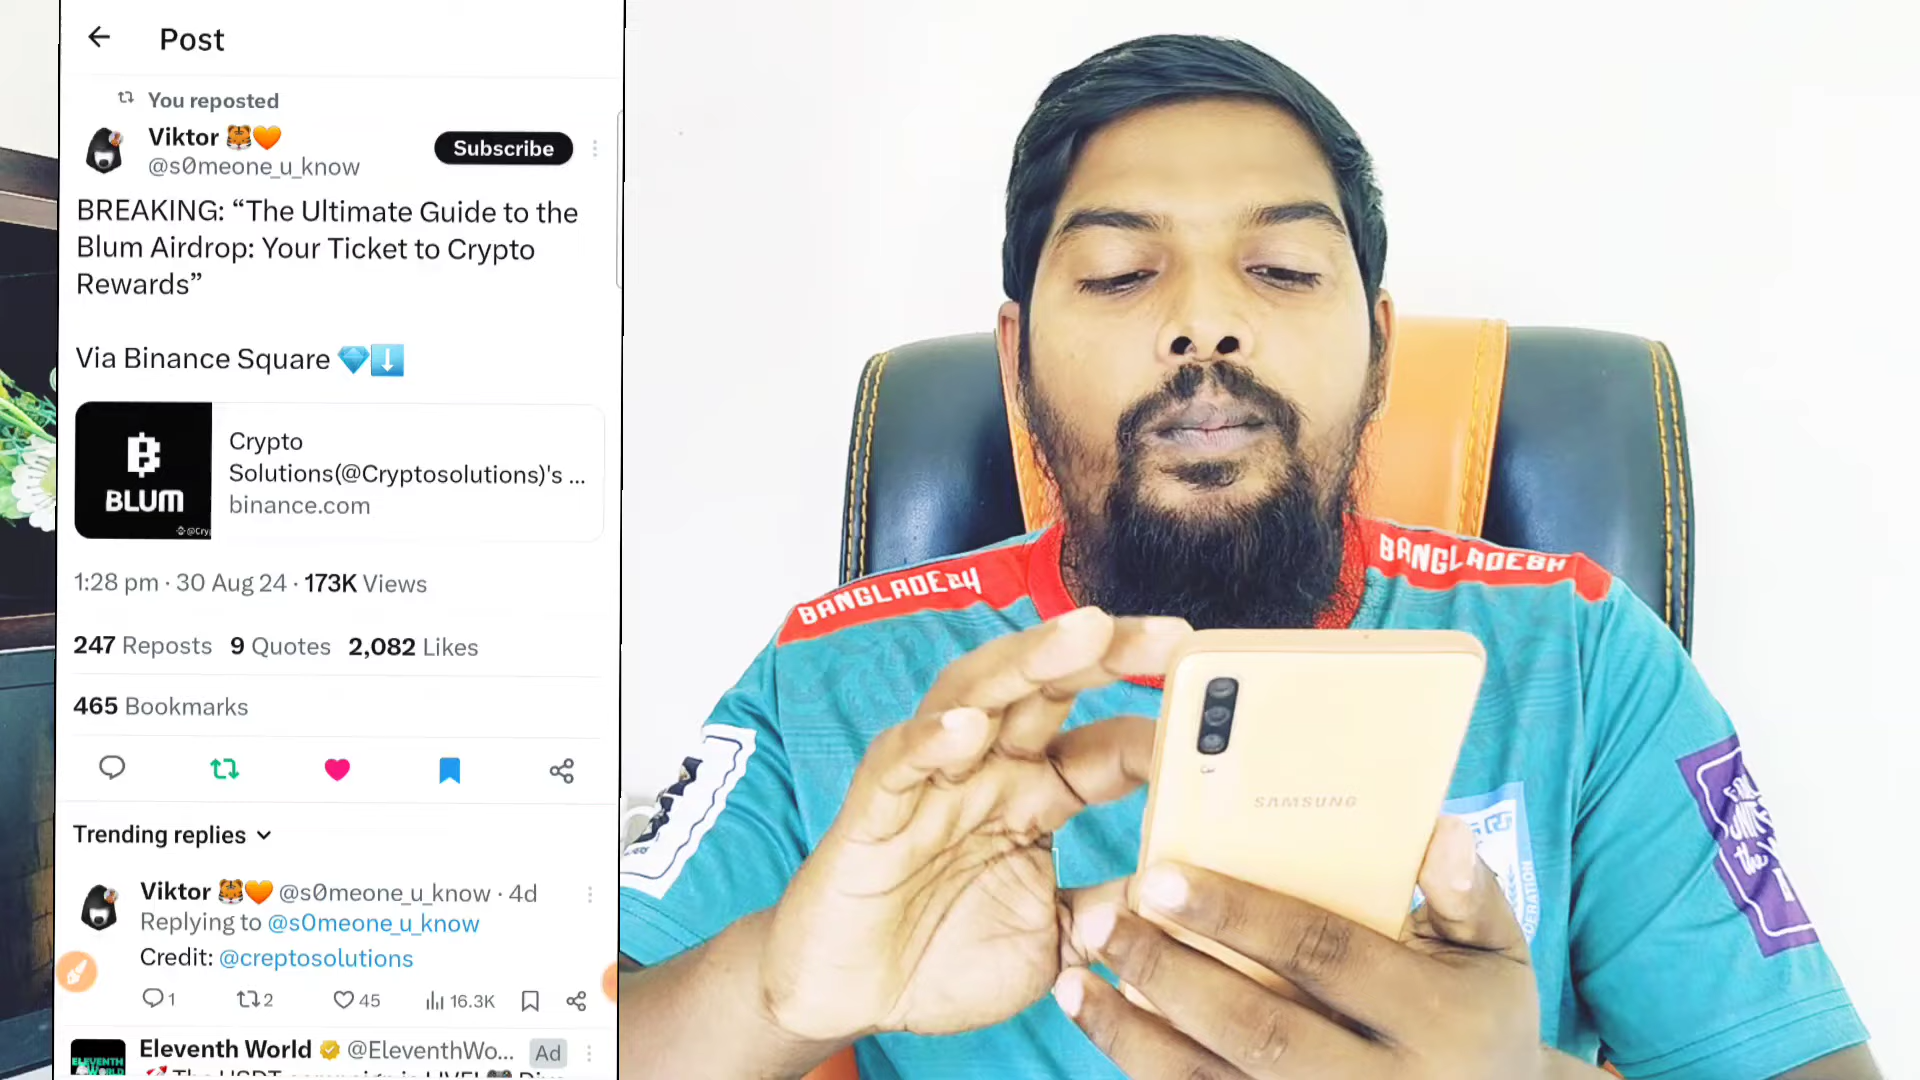 Post
You reposted
Viktor 🐯🧡
Subscribe
@s0meone_u_know
BREAKING: “The Ultimate Guide to the
Blum Airdrop: Your Ticket to Crypto
Rewards”
Via Binance Square 💎⬇️
BLUM
Crypto
Solutions(@Cryptosolutions)'s ...
binance.com
1:28 pm · 30 Aug 24 · 173K Views
247 Reposts 9 Quotes 2,082 Likes
465 Bookmarks
Trending replies
Viktor 🐯🧡 @s0meone_u_know · 4d
Replying to @s0meone_u_know
Credit: @creptosolutions
1 2 45 16.3K
Eleventh World @EleventhWo... Ad
ELEVENTH
BANGLADESH
BANGLADESH
SAMSUNG